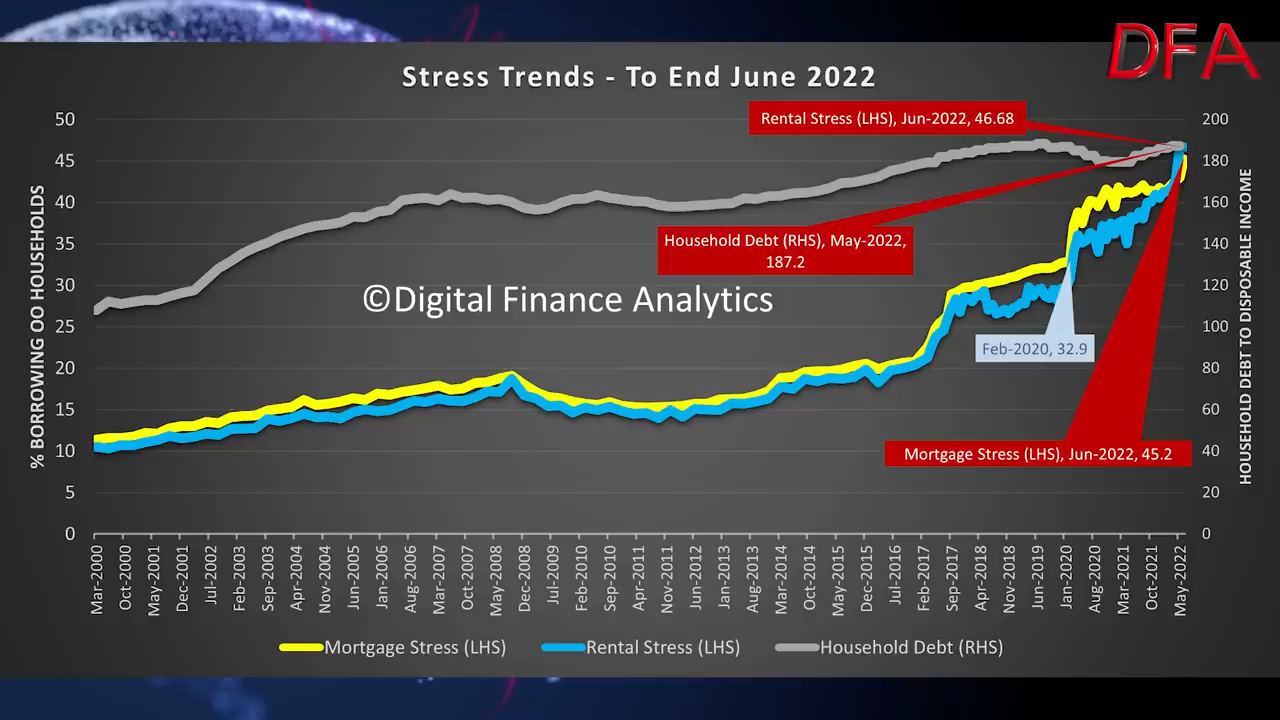 DFA
Stress Trends - To End June 2022
Rental Stress (LHS), Jun-2022, 46.68
Household Debt (RHS), May-2022,
187.2
©Digital Finance Analytics
Feb-2020, 32.9
Mortgage Stress (LHS), Jun-2022, 45.2
% BORROWING OO HOUSEHOLDS
50
45
40
35
30
25
20
15
10
5
0
HOUSEHOLD DEBT TO DISPOSABLE INCOME
200
180
160
140
120
100
80
60
40
20
0
Mar-2000
Oct-2000
May-2001
Dec-2001
Jul-2002
Feb-2003
Sep-2003
Apr-2004
Nov-2004
Jun-2005
Jan-2006
Aug-2006
Mar-2007
Oct-2007
May-2008
Dec-2008
Jul-2009
Feb-2010
Sep-2010
Apr-2011
Nov-2011
Jun-2012
Jan-2013
Aug-2013
Mar-2014
Oct-2014
May-2015
Dec-2015
Jul-2016
Feb-2017
Sep-2017
Apr-2018
Nov-2018
Jun-2019
Jan-2020
Aug-2020
Mar-2021
Oct-2021
May-2022
Mortgage Stress (LHS)
Rental Stress (LHS)
Household Debt (RHS)